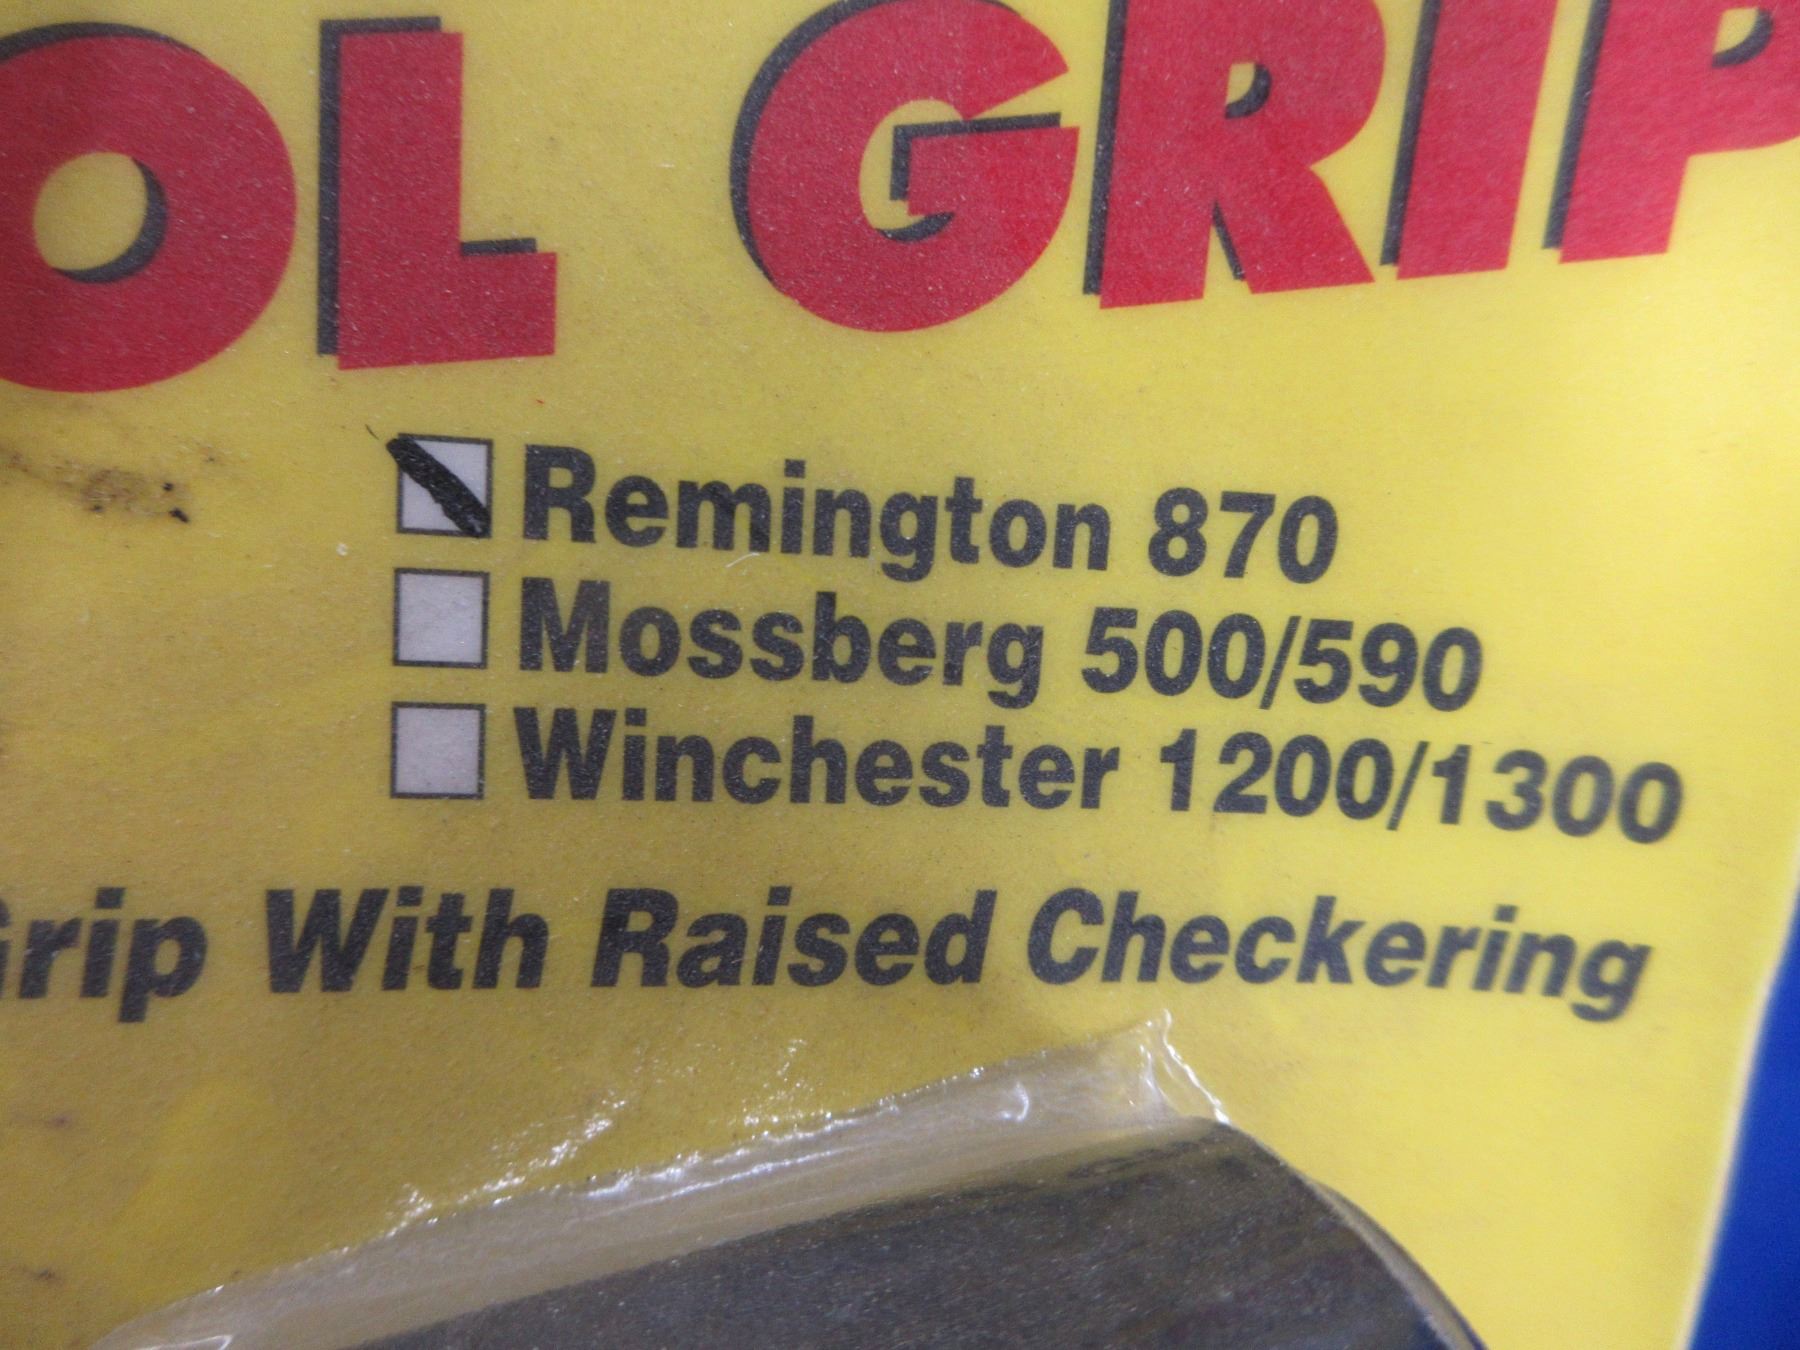 OL GRIP
Remington 870
Mossberg 500/590
Winchester 1200/1300
Grip With Raised Checkering